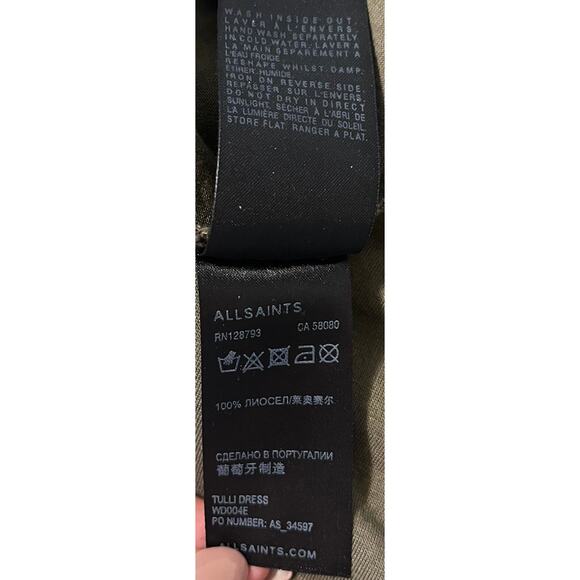 WASH INSIDE OUT.
LAVER À L'ENVERS.
HAND WASH SEPARATELY
IN COLD WATER. LAVER À
LA MAIN SEPAREMENT À
L'EAU FROIDE.
RESHAPE WHILST DAMP.
ETIRER HUMIDE.
IRON ON REVERSE SIDE.
REPASSER SUR L'ENVERS.
DO NOT DRY IN DIRECT
SUNLIGHT. SÉCHER À L'ABRI DE
LA LUMIÈRE DIRECTE DU SOLEIL.
STORE FLAT. RANGER A PLAT.
ALLSAINTS
RN128793 CA 58080
100% ЛИОСЕЛ/莱奥赛尔
СДЕЛАНО В ПОРТУГАЛИИ
葡萄牙制造
TULLI DRESS
WD004E
PO NUMBER: AS_34597
ALLSAINTS.COM